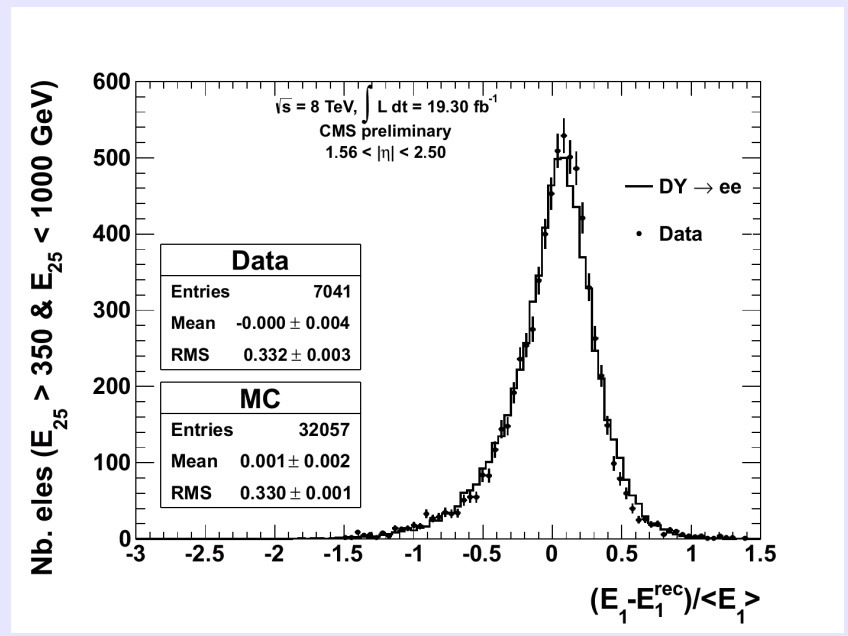 Nb. eles (E25 > 350 & E25 < 1000 GeV)
600
500
400
300
200
100
0
√s = 8 TeV, ∫ L dt = 19.30 fb-1
CMS preliminary
1.56 < |η| < 2.50
DY → ee
Data
Data
Entries 7041
Mean -0.000 ± 0.004
RMS 0.332 ± 0.003
MC
Entries 32057
Mean 0.001 ± 0.002
RMS 0.330 ± 0.001
-3 -2.5 -2 -1.5 -1 -0.5 0 0.5 1 1.5
(E1-E1rec)/<E1>